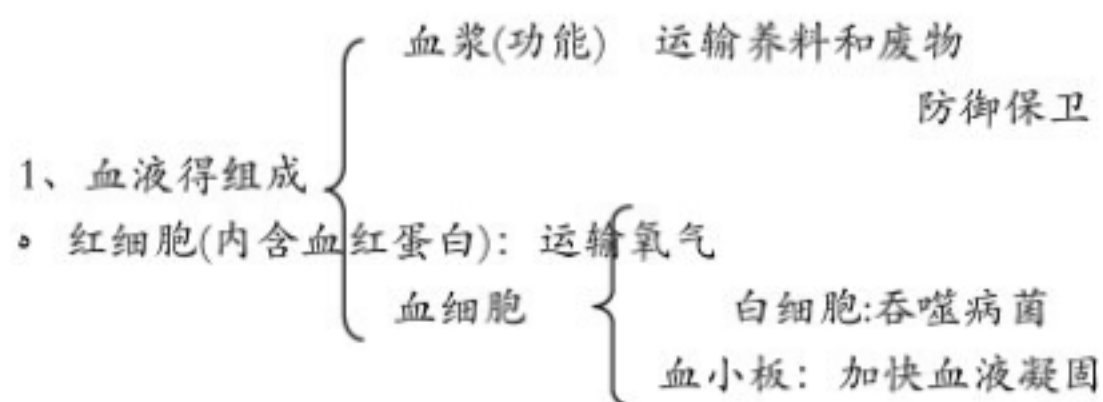 血浆(功能) 运输养料和废物
防御保卫
1、血液得组成
。红细胞(内含血红蛋白)：运输氧气
血细胞 白细胞:吞噬病菌
血小板：加快血液凝固